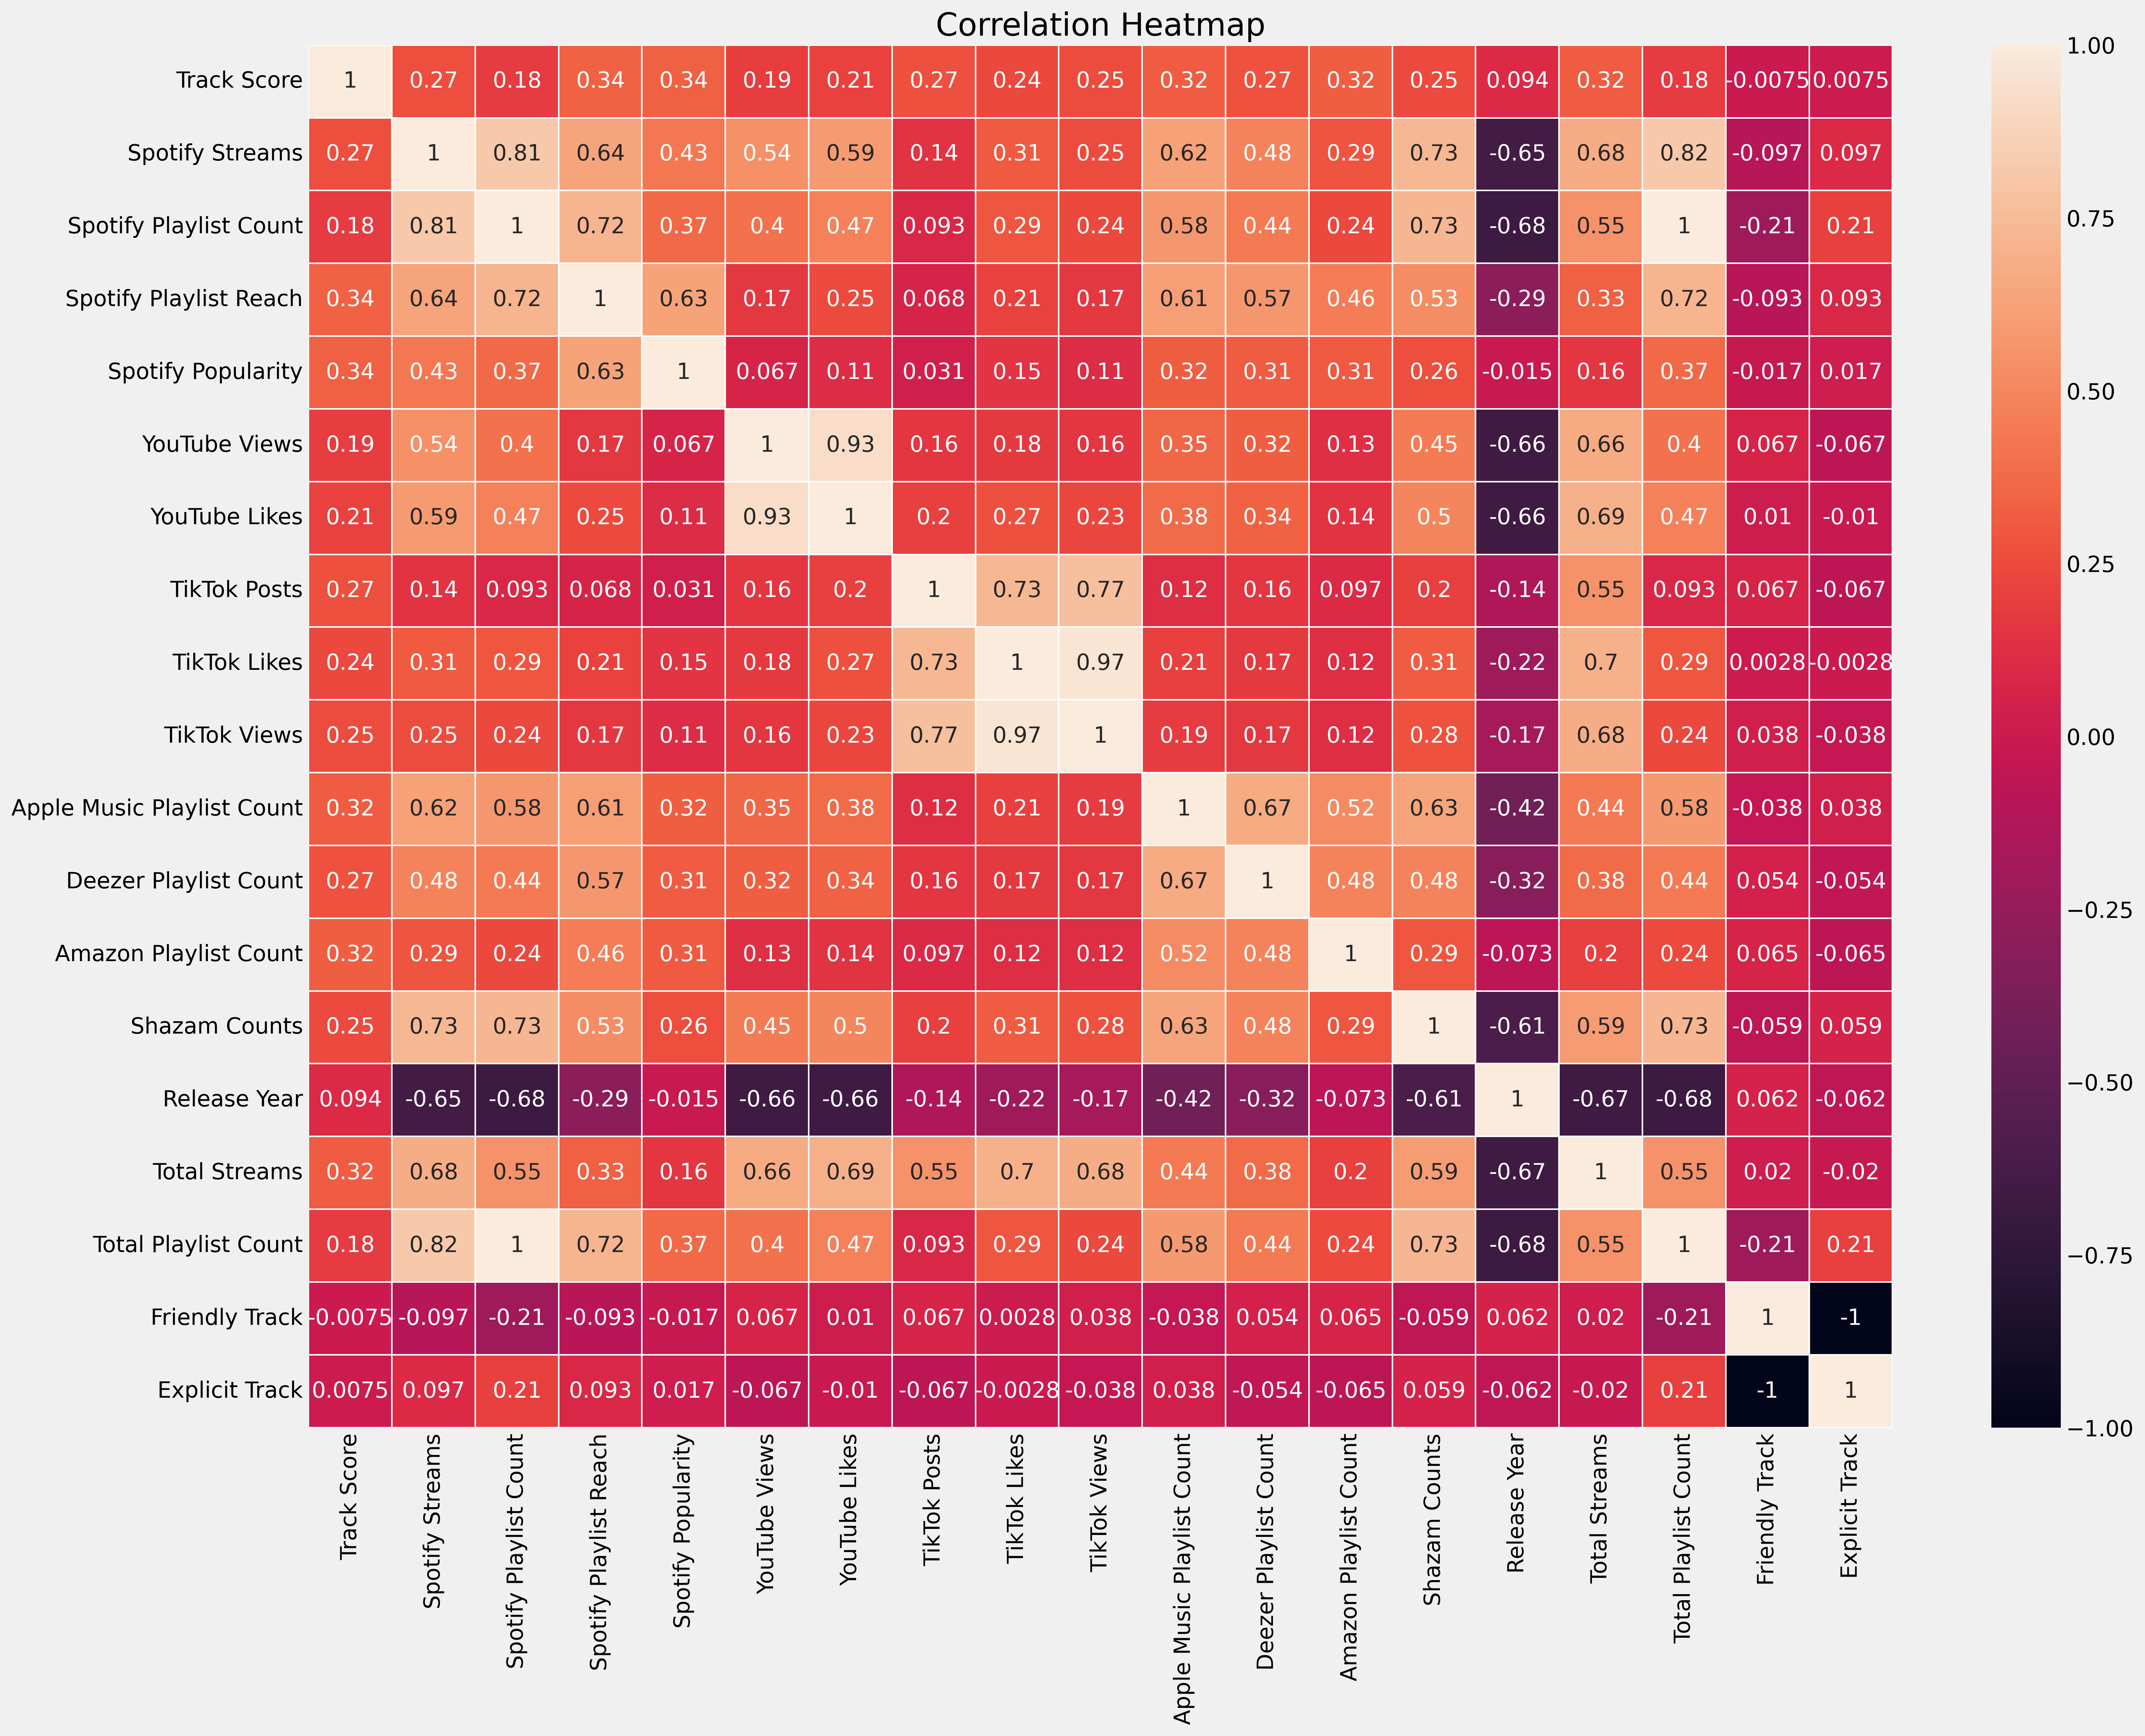 Correlation Heatmap
Track Score 1 0.27 0.18 0.34 0.34 0.19 0.21 0.27 0.24 0.25 0.32 0.27 0.32 0.25 0.094 0.32 0.18 -0.0075 0.0075
Spotify Streams 0.27 1 0.81 0.64 0.43 0.54 0.59 0.14 0.31 0.25 0.62 0.48 0.29 0.73 -0.65 0.68 0.82 -0.097 0.097
Spotify Playlist Count 0.18 0.81 1 0.72 0.37 0.4 0.47 0.093 0.29 0.24 0.58 0.44 0.24 0.73 -0.68 0.55 1 -0.21 0.21
Spotify Playlist Reach 0.34 0.64 0.72 1 0.63 0.17 0.25 0.068 0.21 0.17 0.61 0.57 0.46 0.53 -0.29 0.33 0.72 -0.093 0.093
Spotify Popularity 0.34 0.43 0.37 0.63 1 0.067 0.11 0.031 0.15 0.11 0.32 0.31 0.31 0.26 -0.015 0.16 0.37 -0.017 0.017
YouTube Views 0.19 0.54 0.4 0.17 0.067 1 0.93 0.16 0.18 0.16 0.35 0.32 0.13 0.45 -0.66 0.66 0.4 0.067 -0.067
YouTube Likes 0.21 0.59 0.47 0.25 0.11 0.93 1 0.2 0.27 0.23 0.38 0.34 0.14 0.5 -0.66 0.69 0.47 0.01 -0.01
TikTok Posts 0.27 0.14 0.093 0.068 0.031 0.16 0.2 1 0.73 0.77 0.12 0.16 0.097 0.2 -0.14 0.55 0.093 0.067 -0.067
TikTok Likes 0.24 0.31 0.29 0.21 0.15 0.18 0.27 0.73 1 0.97 0.21 0.17 0.12 0.31 -0.22 0.7 0.29 0.0028 -0.0028
TikTok Views 0.25 0.25 0.24 0.17 0.11 0.16 0.23 0.77 0.97 1 0.19 0.17 0.12 0.28 -0.17 0.68 0.24 0.038 -0.038
Apple Music Playlist Count 0.32 0.62 0.58 0.61 0.32 0.35 0.38 0.12 0.21 0.19 1 0.67 0.52 0.63 -0.42 0.44 0.58 -0.038 0.038
Deezer Playlist Count 0.27 0.48 0.44 0.57 0.31 0.32 0.34 0.16 0.17 0.17 0.67 1 0.48 0.48 -0.32 0.38 0.44 0.054 -0.054
Amazon Playlist Count 0.32 0.29 0.24 0.46 0.31 0.13 0.14 0.097 0.12 0.12 0.52 0.48 1 0.29 -0.073 0.2 0.24 0.065 -0.065
Shazam Counts 0.25 0.73 0.73 0.53 0.26 0.45 0.5 0.2 0.31 0.28 0.63 0.48 0.29 1 -0.61 0.59 0.73 -0.059 0.059
Release Year 0.094 -0.65 -0.68 -0.29 -0.015 -0.66 -0.66 -0.14 -0.22 -0.17 -0.42 -0.32 -0.073 -0.61 1 -0.67 -0.68 0.062 -0.062
Total Streams 0.32 0.68 0.55 0.33 0.16 0.66 0.69 0.55 0.7 0.68 0.44 0.38 0.2 0.59 -0.67 1 0.55 0.02 -0.02
Total Playlist Count 0.18 0.82 1 0.72 0.37 0.4 0.47 0.093 0.29 0.24 0.58 0.44 0.24 0.73 -0.68 0.55 1 -0.21 0.21
Friendly Track -0.0075 -0.097 -0.21 -0.093 -0.017 0.067 0.01 0.067 0.0028 0.038 -0.038 0.054 0.065 -0.059 0.062 0.02 -0.21 1 -1
Explicit Track 0.0075 0.097 0.21 0.093 0.017 -0.067 -0.01 -0.067 -0.0028 -0.038 0.038 -0.054 -0.065 0.059 -0.062 -0.02 0.21 -1 1
Track Score
Spotify Streams
Spotify Playlist Count
Spotify Playlist Reach
Spotify Popularity
YouTube Views
YouTube Likes
TikTok Posts
TikTok Likes
TikTok Views
Apple Music Playlist Count
Deezer Playlist Count
Amazon Playlist Count
Shazam Counts
Release Year
Total Streams
Total Playlist Count
Friendly Track
Explicit Track
1.00
0.75
0.50
0.25
0.00
−0.25
−0.50
−0.75
−1.00